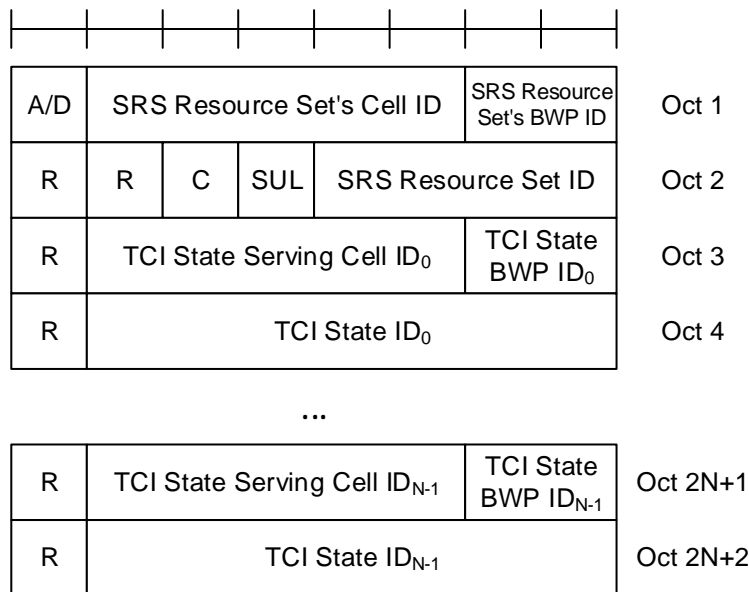 A/D SRS Resource Set's Cell ID SRS Resource Set's BWP ID Oct 1
R R C SUL SRS Resource Set ID Oct 2
R TCI State Serving Cell ID0 TCI State BWP ID0 Oct 3
R TCI State ID0 Oct 4
...
R TCI State Serving Cell IDN-1 TCI State BWP IDN-1 Oct 2N+1
R TCI State IDN-1 Oct 2N+2